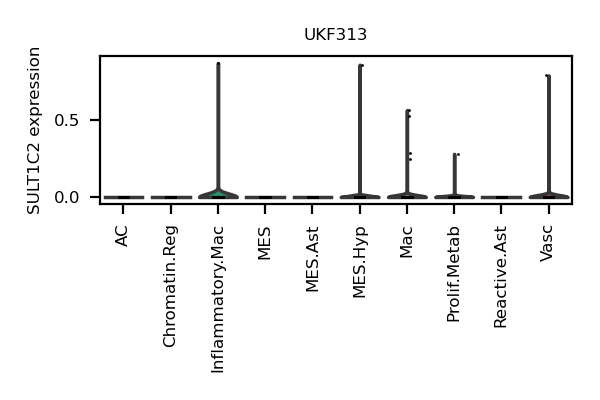 UKF313
SULT1C2 expression
0.5
0.0
AC
Chromatin.Reg
Inflammatory.Mac
MES
MES.Ast
MES.Hyp
Mac
Prolif.Metab
Reactive.Ast
Vasc